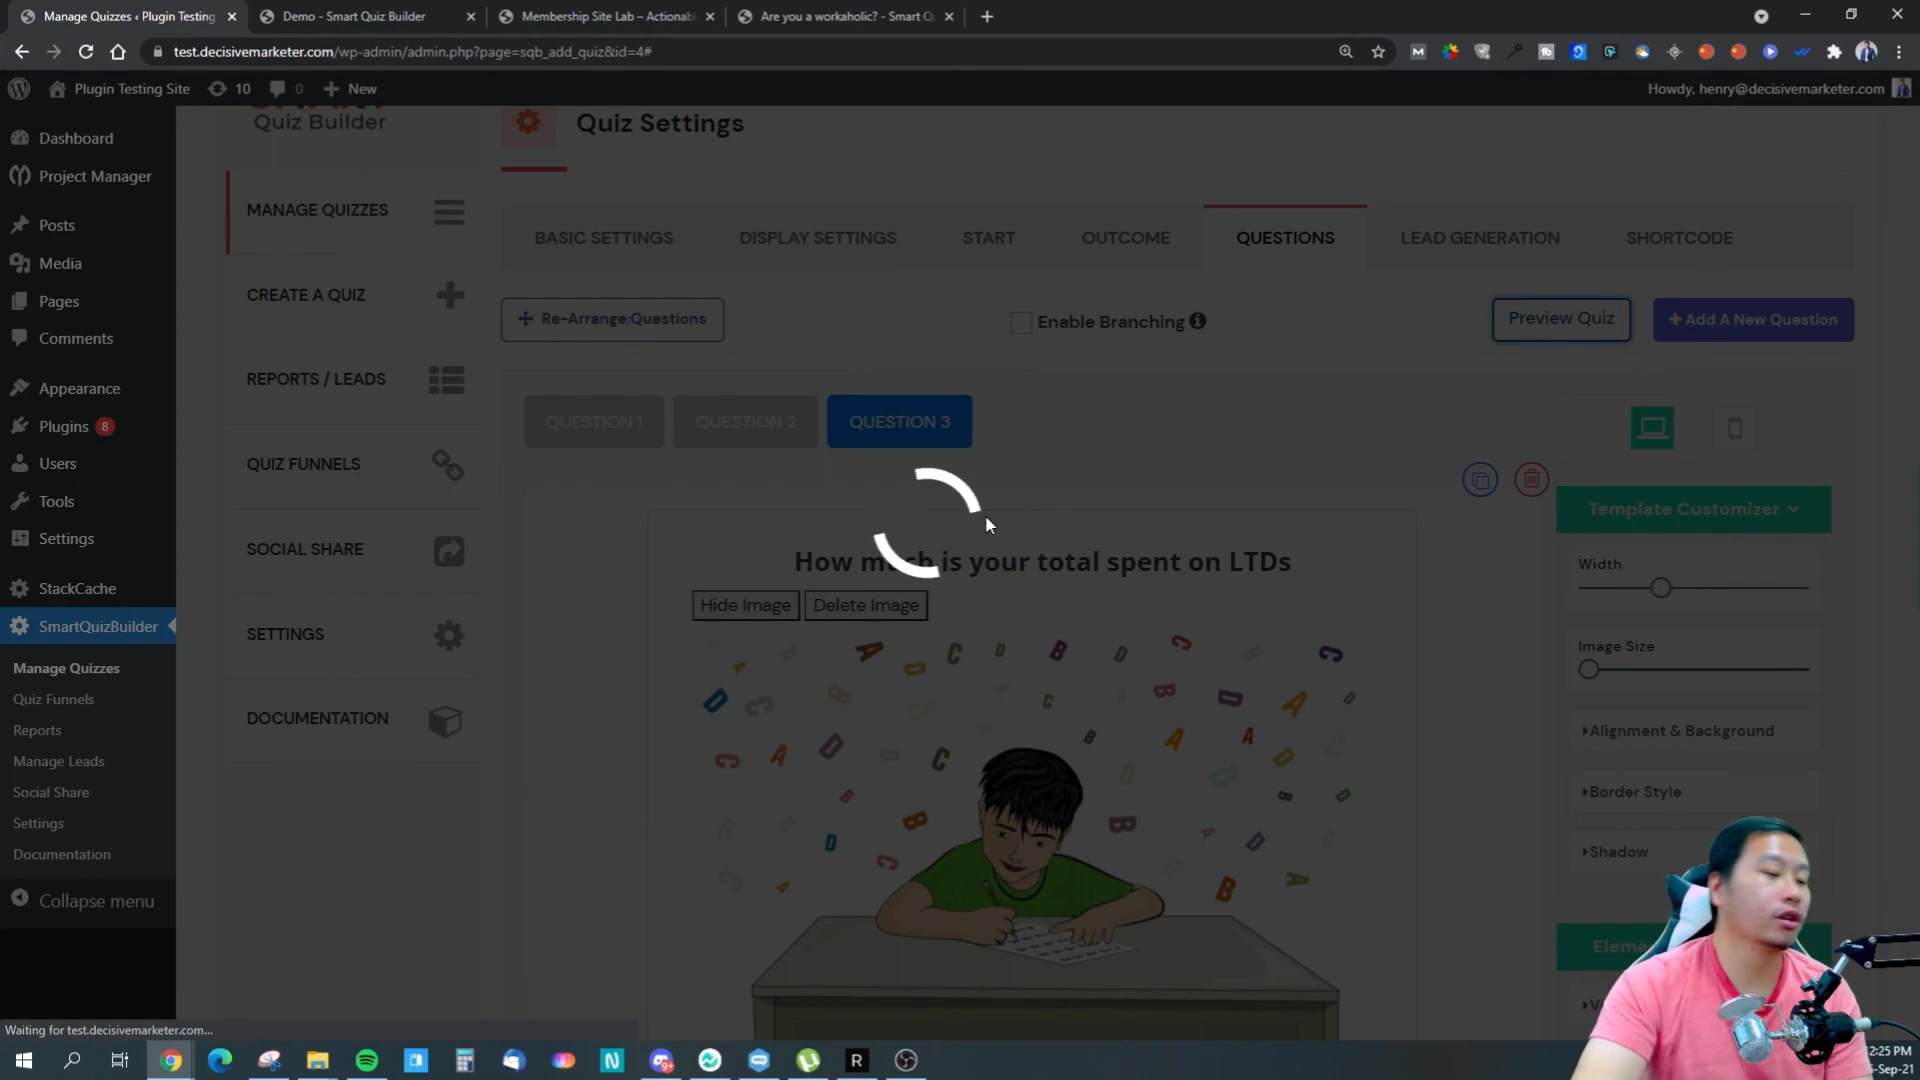 Manage Quizzes ‹ Plugin Testing
Demo - Smart Quiz Builder
Membership Site Lab – Actionab
Are you a workaholic? - Smart Q
test.decisivemarketer.com/wp-admin/admin.php?page=sqb_add_quiz&id=4#
Plugin Testing Site
10
0
New
Howdy, henry@decisivemarketer.com
Dashboard
Project Manager
Posts
Media
Pages
Comments
Appearance
Plugins 8
Users
Tools
Settings
StackCache
SmartQuizBuilder
Manage Quizzes
Quiz Funnels
Reports
Manage Leads
Social Share
Settings
Documentation
Collapse menu
Quiz Builder
MANAGE QUIZZES
CREATE A QUIZ
REPORTS / LEADS
QUIZ FUNNELS
SOCIAL SHARE
SETTINGS
DOCUMENTATION
Quiz Settings
BASIC SETTINGS
DISPLAY SETTINGS
START
OUTCOME
QUESTIONS
LEAD GENERATION
SHORTCODE
Re-Arrange:Questions
Enable Branching
Preview Quiz
+ Add A New Question
QUESTION 1
QUESTION 2
QUESTION 3
How much is your total spent on LTDs
Hide Image
Delete Image
Template Customizer
Width
Image Size
Alignment & Background
Border Style
Shadow
Waiting for test.decisivemarketer.com...
2:25 PM
-Sep-21